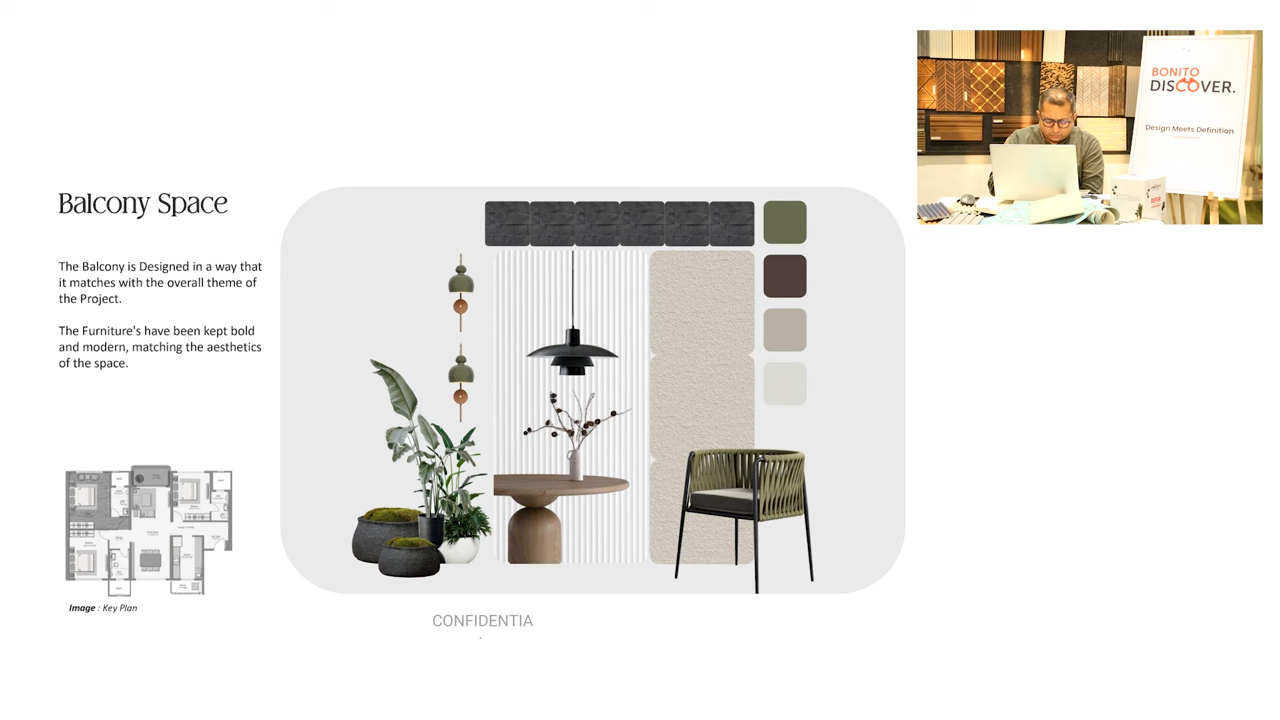 BONITO
DISCOVER.
Design Meets Definition
Balcony Space
The Balcony is Designed in a way that
it matches with the overall theme of
the Project.
The Furniture's have been kept bold
and modern, matching the aesthetics
of the space.
Image : Key Plan
CONFIDENTIA